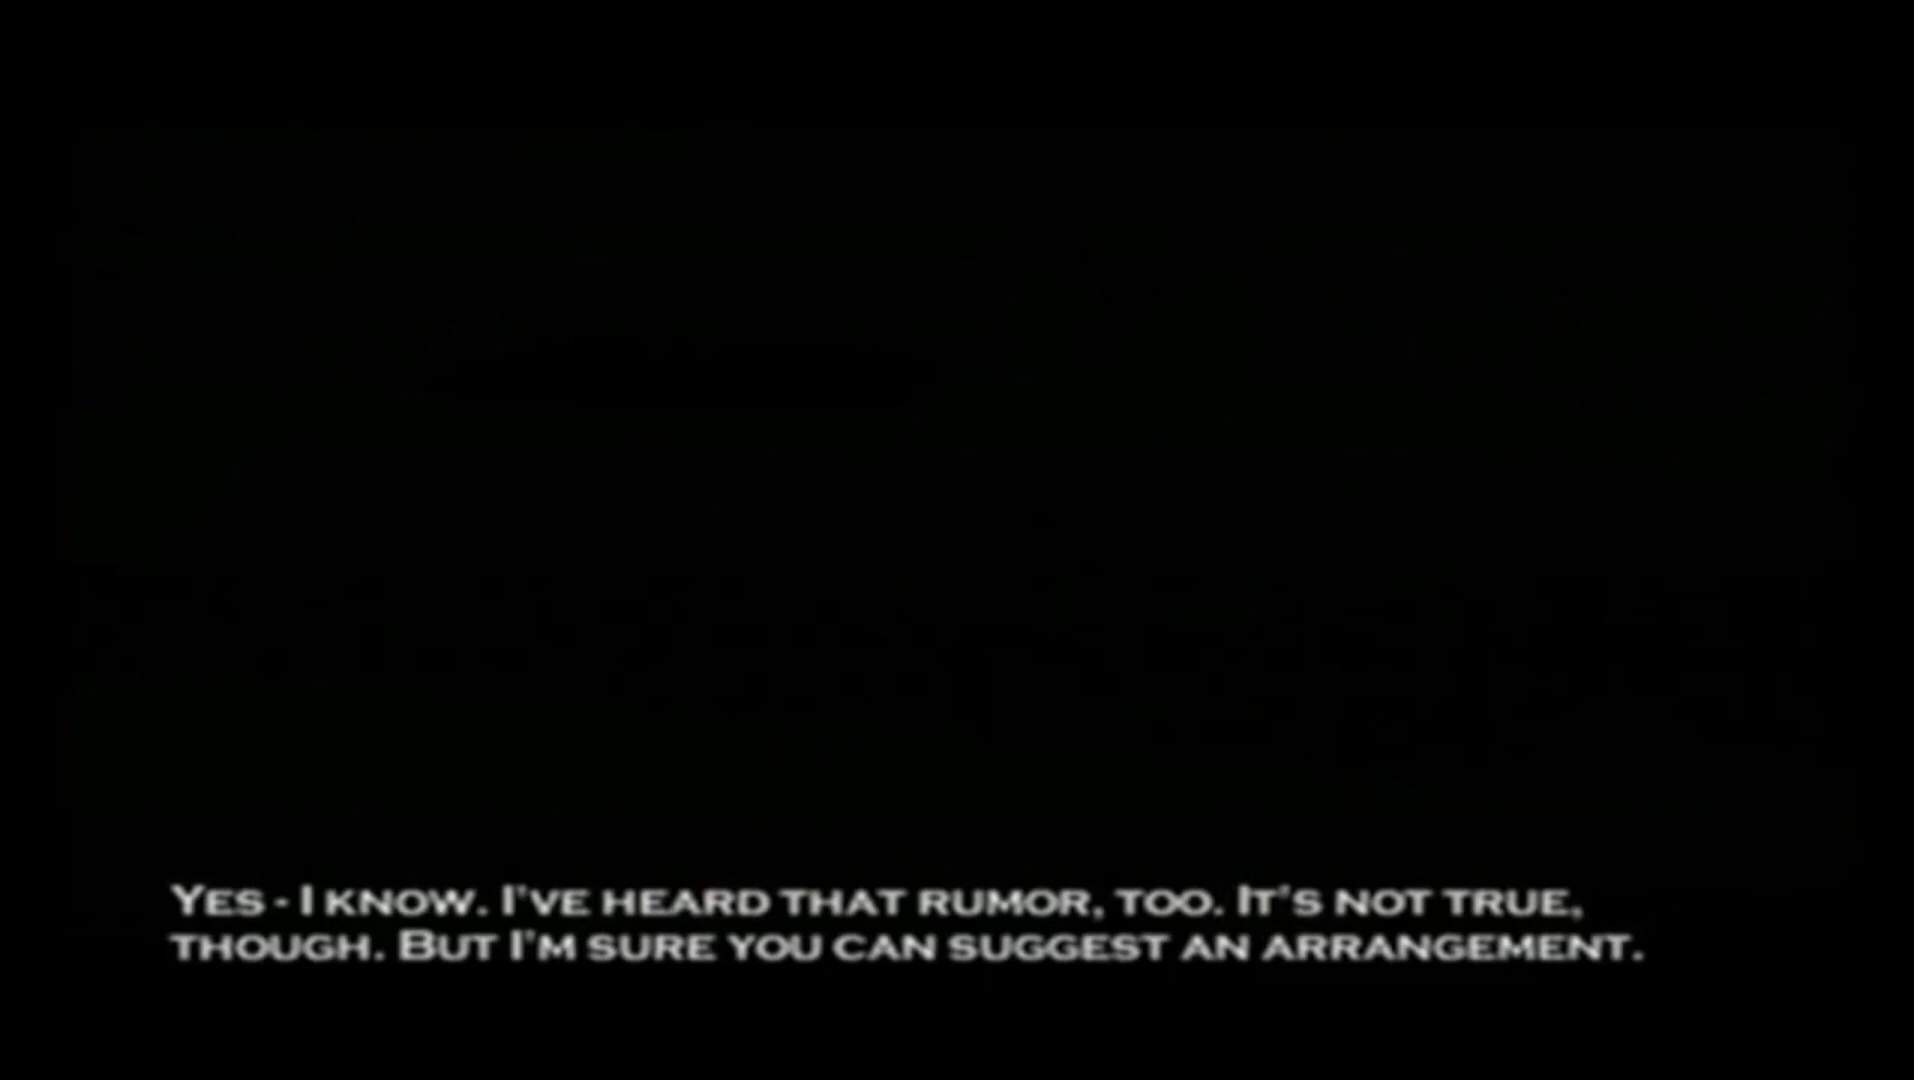 Yes - I know. I've heard that rumor, too. It's not true,
though. But I'm sure you can suggest an arrangement.